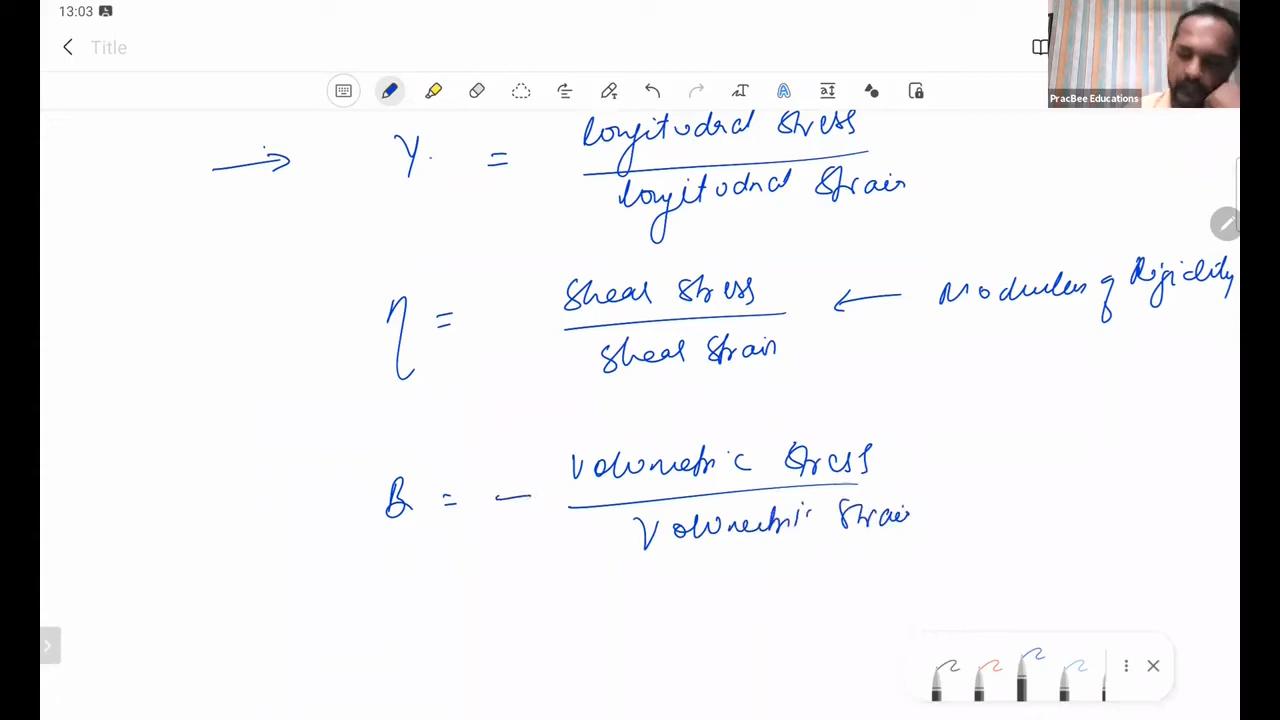 13:03
Title
PracBee Educations
→ Y = longitudnal stress
longitudnal strain
η = Shear stress ← Modulus of Rigidity
Shear strain
B = - Volumetric stress
Volumetric strain